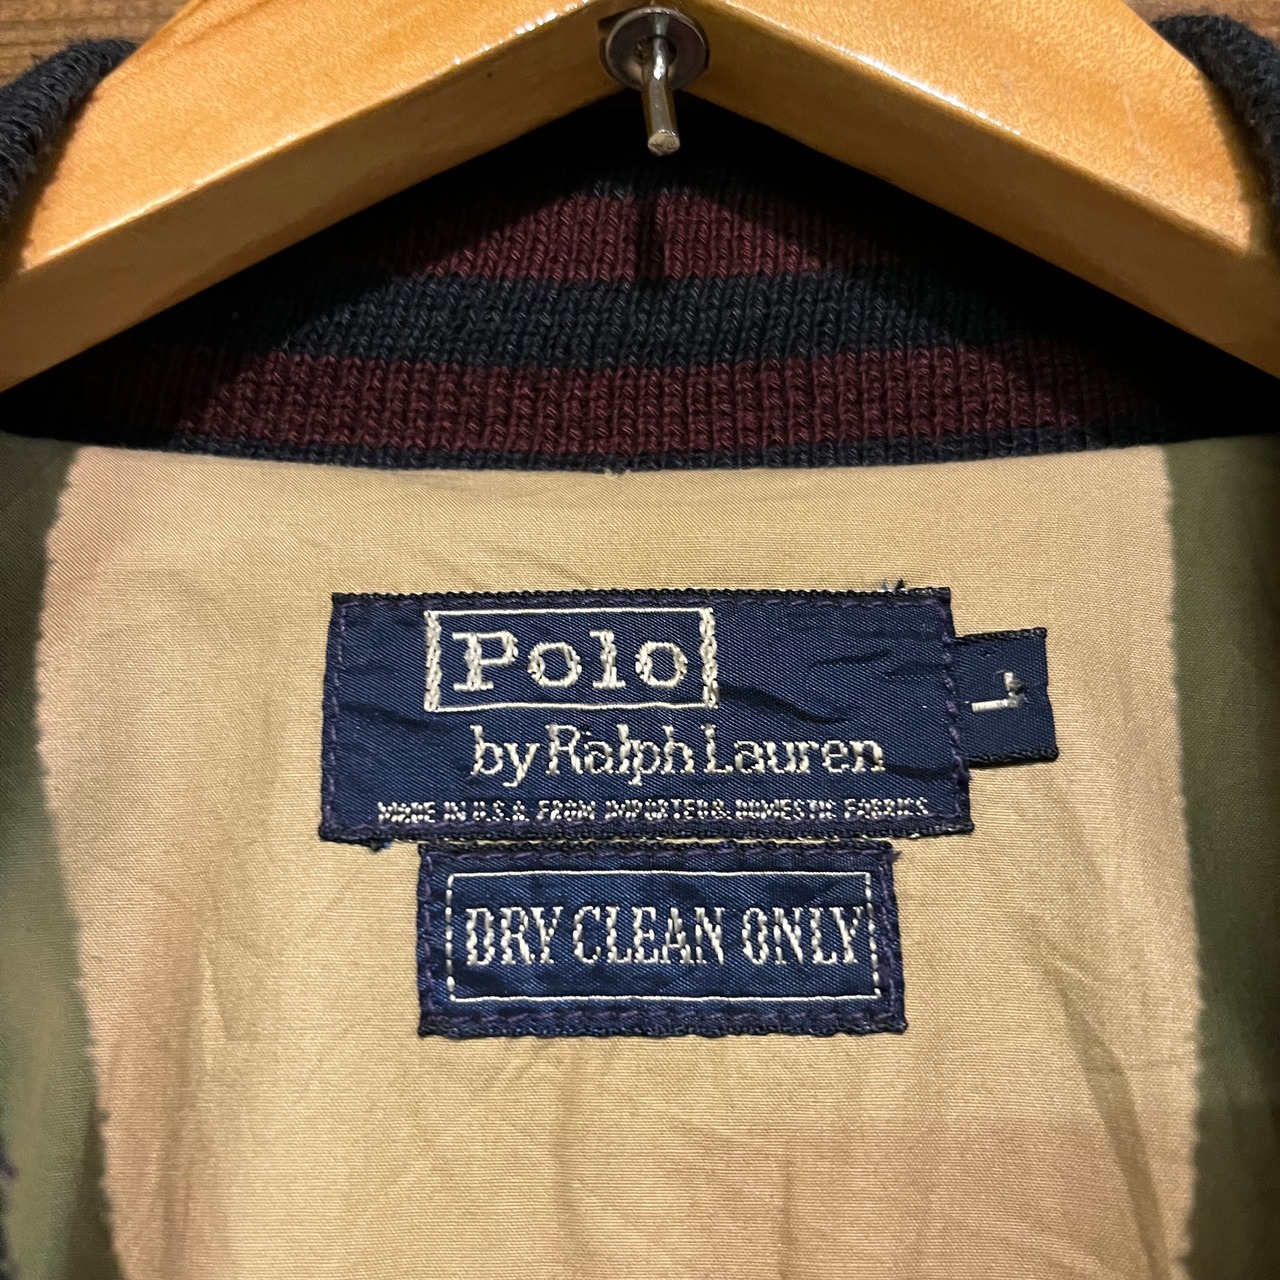 Polo
by Ralph Lauren
L
MADE IN U.S.A. FROM IMPORTED & DOMESTIC FABRICS
DRY CLEAN ONLY